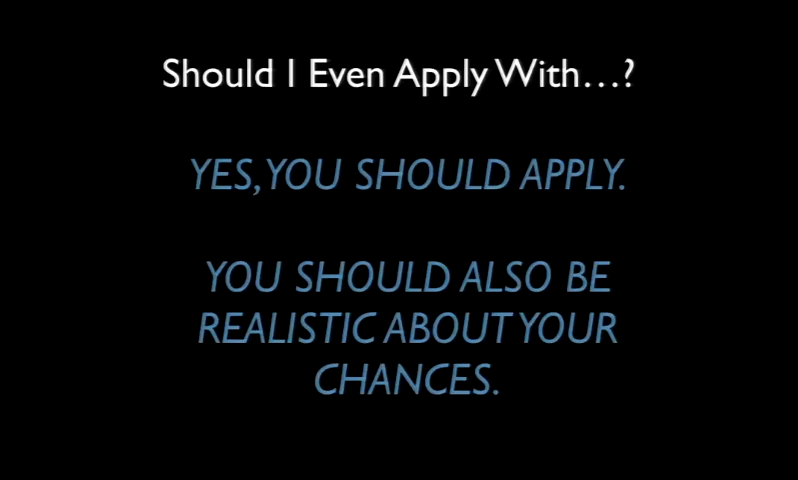 Should I Even Apply With...?
YES, YOU SHOULD APPLY.
YOU SHOULD ALSO BE
REALISTIC ABOUT YOUR
CHANCES.